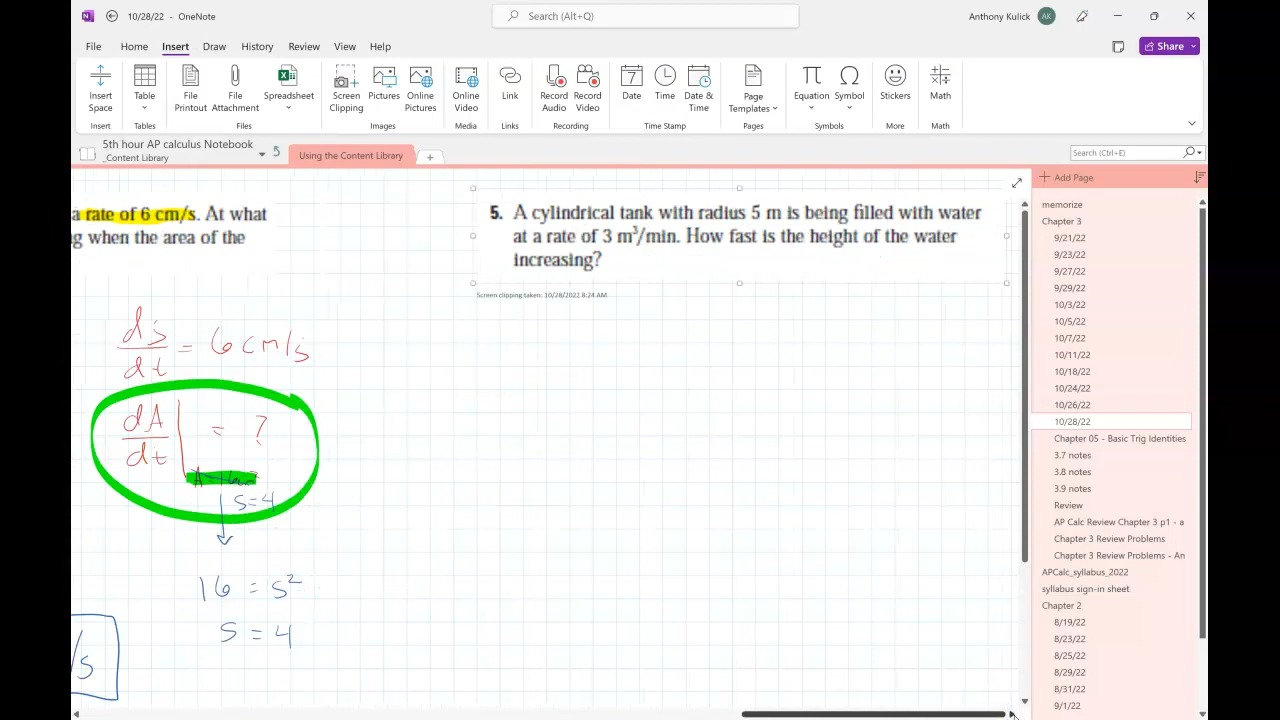 10/28/22 - OneNote
Search (Alt+Q)
Anthony Kulick
AK
File Home Insert Draw History Review View Help
Share
Insert Space
Table
File Printout
File Attachment
Spreadsheet
Screen Clipping
Pictures
Online Pictures
Online Video
Link
Record Audio
Record Video
Date
Time
Date & Time
Page Templates
Equation
Symbol
Stickers
Math
Insert Tables Files Images Media Links Recording Time Stamp Pages Symbols More Math
5th hour AP calculus Notebook
_Content Library
Using the Content Library
Search (Ctrl+E)
Add Page
a rate of 6 cm/s. At what
g when the area of the
5. A cylindrical tank with radius 5 m is being filled with water
at a rate of 3 m³/min. How fast is the height of the water
increasing?
Screen clipping taken: 10/28/2022 8:24 AM
ds/dt = 6 cm/s
dA/dt | = ?
s=4
16 = s²
s = 4
/s
memorize
Chapter 3
9/21/22
9/23/22
9/27/22
9/29/22
10/3/22
10/5/22
10/7/22
10/11/22
10/18/22
10/24/22
10/26/22
10/28/22
Chapter 05 - Basic Trig Identities
3.7 notes
3.8 notes
3.9 notes
Review
AP Calc Review Chapter 3 p1 - a
Chapter 3 Review Problems
Chapter 3 Review Problems - An
APCalc_syllabus_2022
syllabus sign-in sheet
Chapter 2
8/19/22
8/23/22
8/25/22
8/29/22
8/31/22
9/1/22